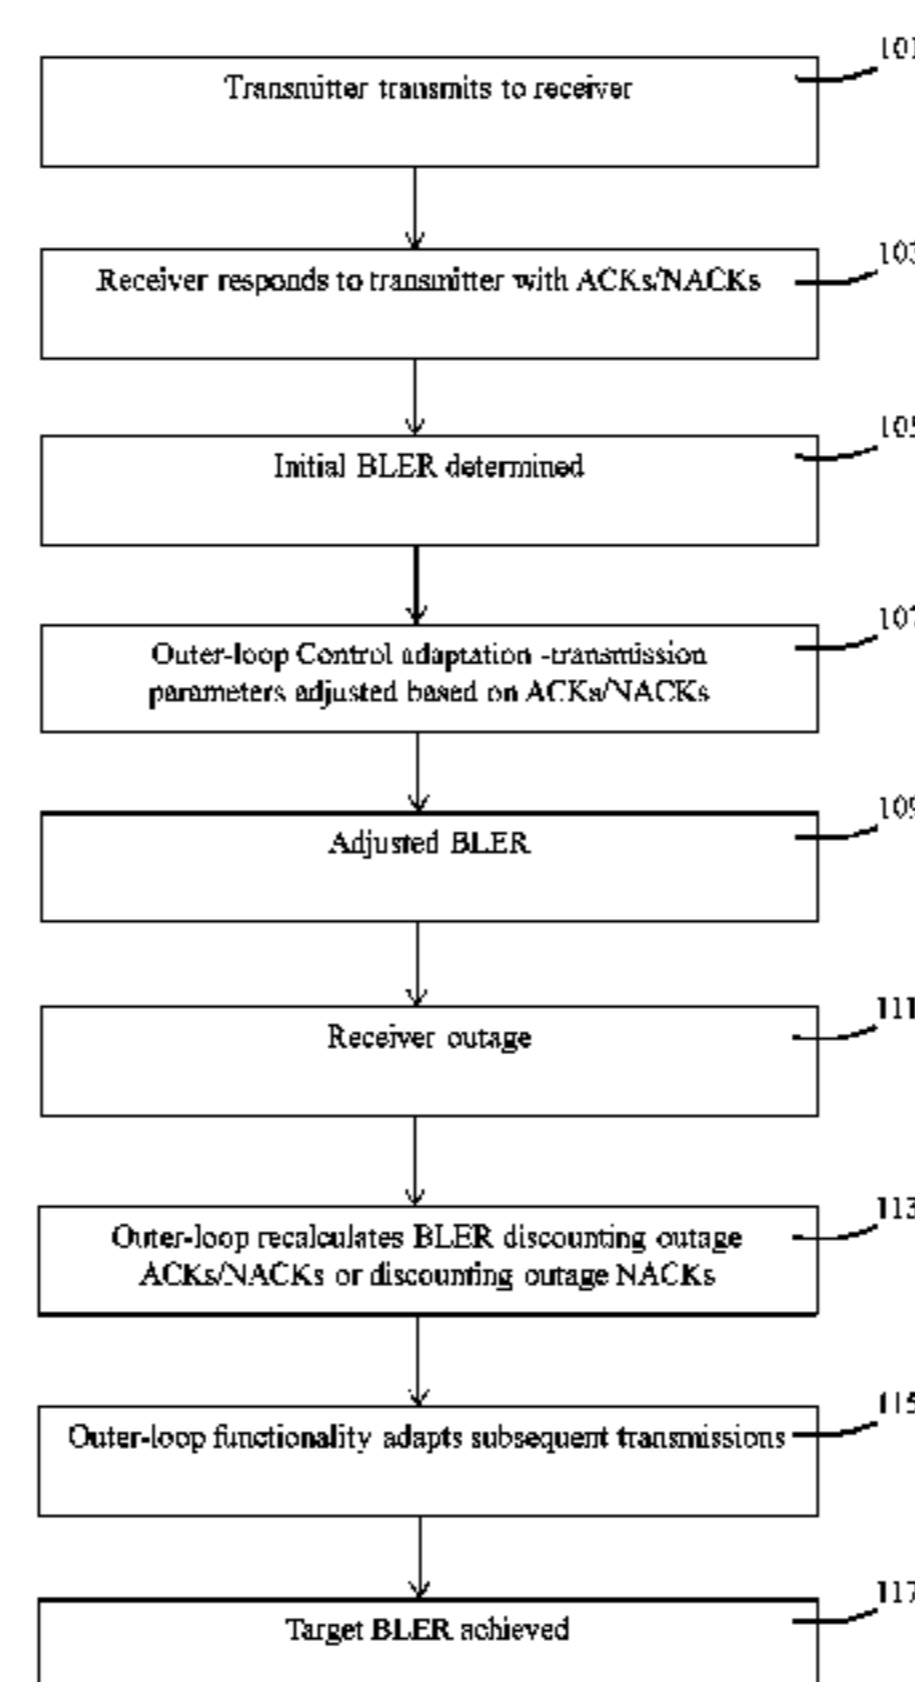 101
Transmitter transmits to receiver
103
Receiver responds to transmitter with ACKs/NACKs
105
Initial BLER determined
107
Outer-loop Control adaptation -transmission
parameters adjusted based on ACKs/NACKs
109
Adjusted BLER
111
Receiver outage
113
Outer-loop recalculates BLER discounting outage
ACKs/NACKs or discounting outage NACKs
115
Outer-loop functionality adapts subsequent transmissions
117
Target BLER achieved